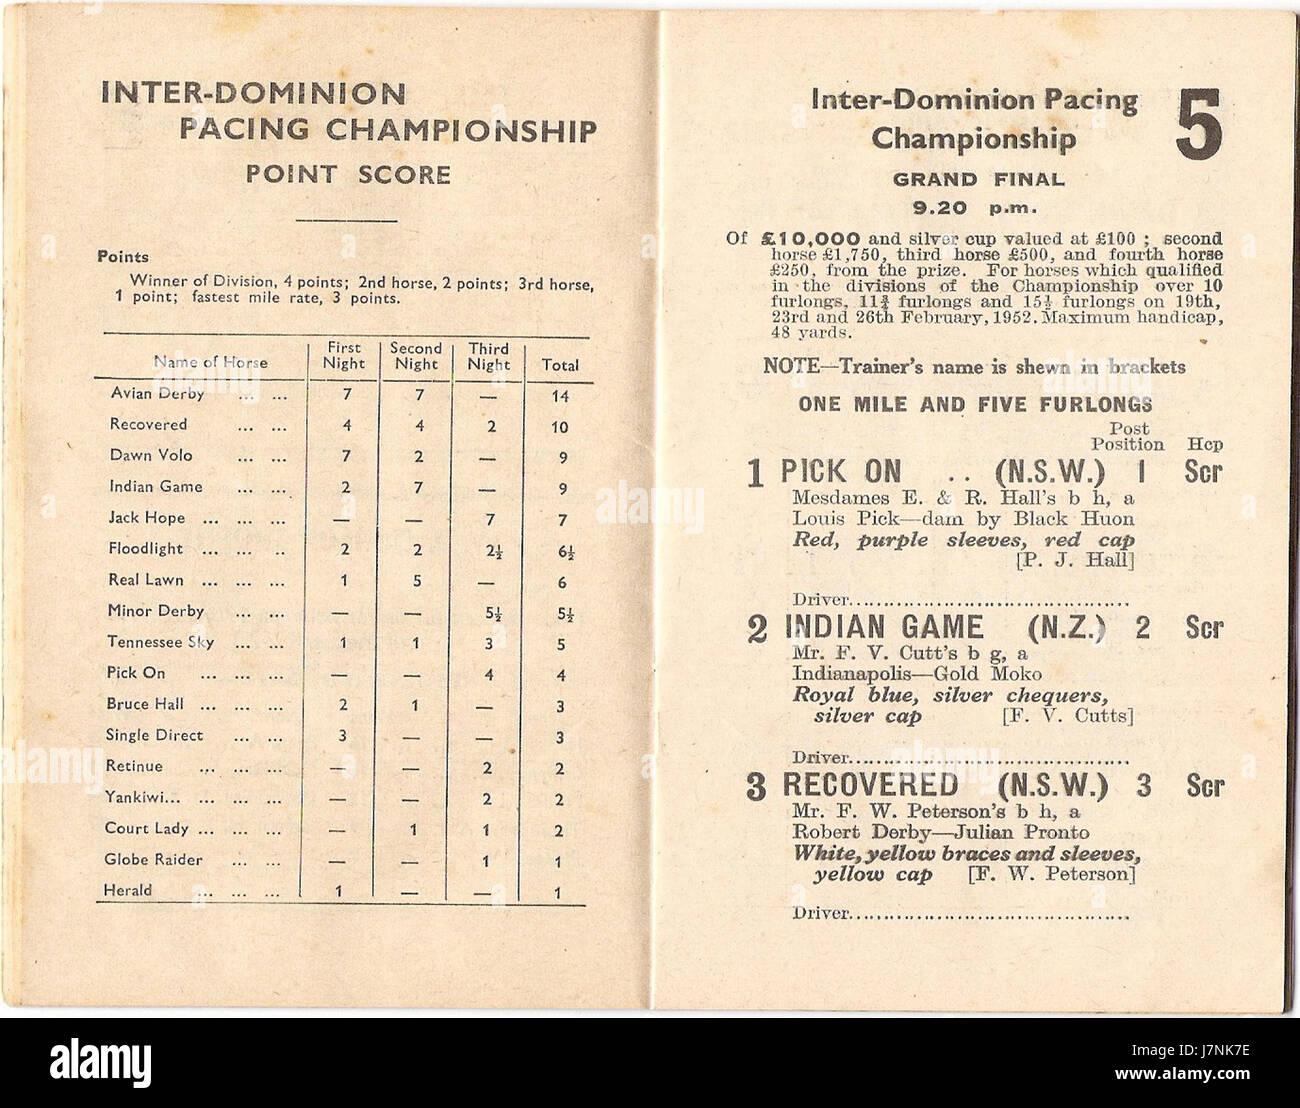 INTER-DOMINION
PACING CHAMPIONSHIP
POINT SCORE
Points
Winner of Division, 4 points; 2nd horse, 2 points; 3rd horse,
1 point; fastest mile rate, 3 points.
Name of Horse First Night Second Night Third Night Total
Avian Derby ... ... 7 7 — 14
Recovered ... ... 4 4 2 10
Dawn Volo ... ... 7 2 — 9
Indian Game ... ... 2 7 — 9
Jack Hope ... ... ... — — 7 7
Floodlight ... ... .. 2 2 2½ 6½
Real Lawn ... ... ... 1 5 — 6
Minor Derby ... ... — — 5½ 5½
Tennessee Sky ... ... 1 1 3 5
Pick On ... ... ... — — 4 4
Bruce Hall ... ... ... 2 1 — 3
Single Direct ... ... 3 — — 3
Retinue ... ... ... — — 2 2
Yankiwi... ... ... ... — — 2 2
Court Lady ... ... ... — 1 1 2
Globe Raider ... ... — — 1 1
Herald ... ... ... 1 — — 1
Inter-Dominion Pacing
Championship
5
GRAND FINAL
9.20 p.m.
Of £10,000 and silver cup valued at £100 ; second
horse £1,750, third horse £500, and fourth horse
£250, from the prize. For horses which qualified
in the divisions of the Championship over 10
furlongs, 11¾ furlongs and 15½ furlongs on 19th,
23rd and 26th February, 1952. Maximum handicap,
48 yards.
NOTE—Trainer's name is shewn in brackets
ONE MILE AND FIVE FURLONGS
Post
Position Hcp
1 PICK ON .. (N.S.W.) 1 Scr
Mesdames E. & R. Hall's b h, a
Louis Pick—dam by Black Huon
Red, purple sleeves, red cap
[P. J. Hall]
Driver..........................................
2 INDIAN GAME (N.Z.) 2 Scr
Mr. F. V. Cutt's b g, a
Indianapolis—Gold Moko
Royal blue, silver chequers,
silver cap [F. V. Cutts]
Driver..........................................
3 RECOVERED (N.S.W.) 3 Scr
Mr. F. W. Peterson's b h, a
Robert Derby—Julian Pronto
White, yellow braces and sleeves,
yellow cap [F. W. Peterson]
Driver..........................................
alamy
Image ID: J7NK7E
www.alamy.com